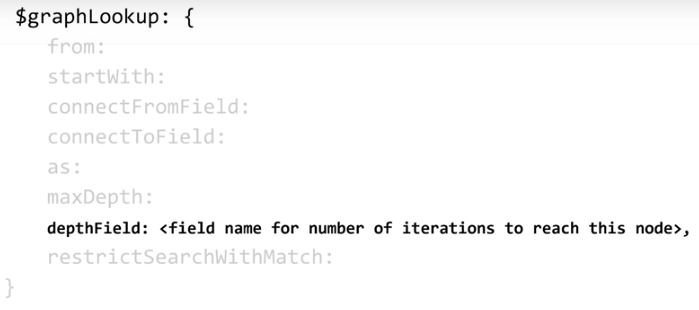 $graphLookup: {
from:
startWith:
connectFromField:
connectToField:
as:
maxDepth:
depthField: <field name for number of iterations to reach this node>,
restrictSearchWithMatch:
}